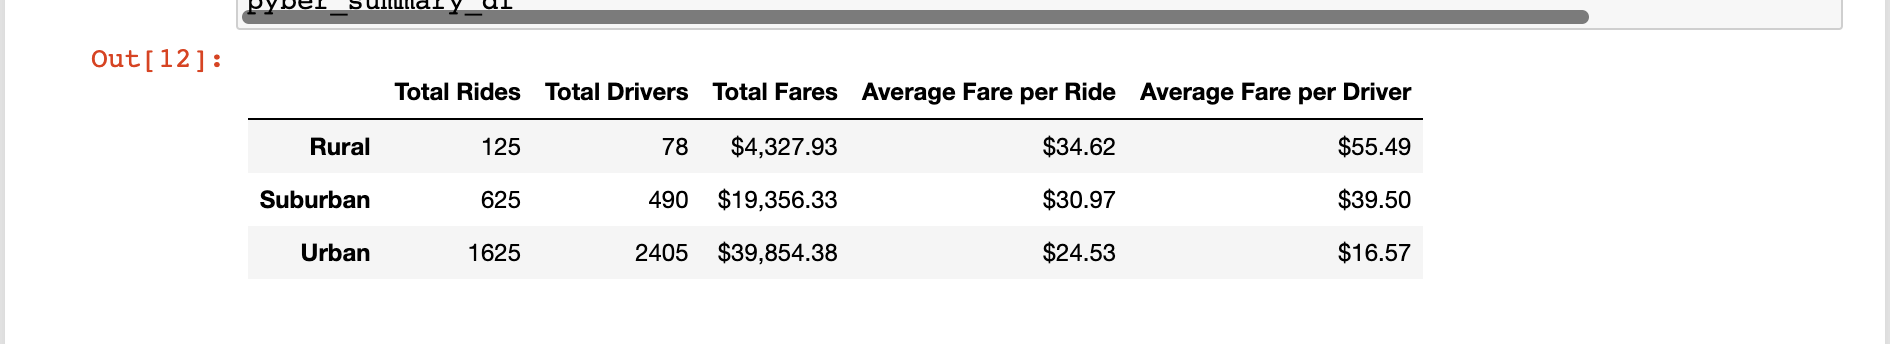 pyber_summary_df
Out[12]:
Total Rides Total Drivers Total Fares Average Fare per Ride Average Fare per Driver
Rural 125 78 $4,327.93 $34.62 $55.49
Suburban 625 490 $19,356.33 $30.97 $39.50
Urban 1625 2405 $39,854.38 $24.53 $16.57